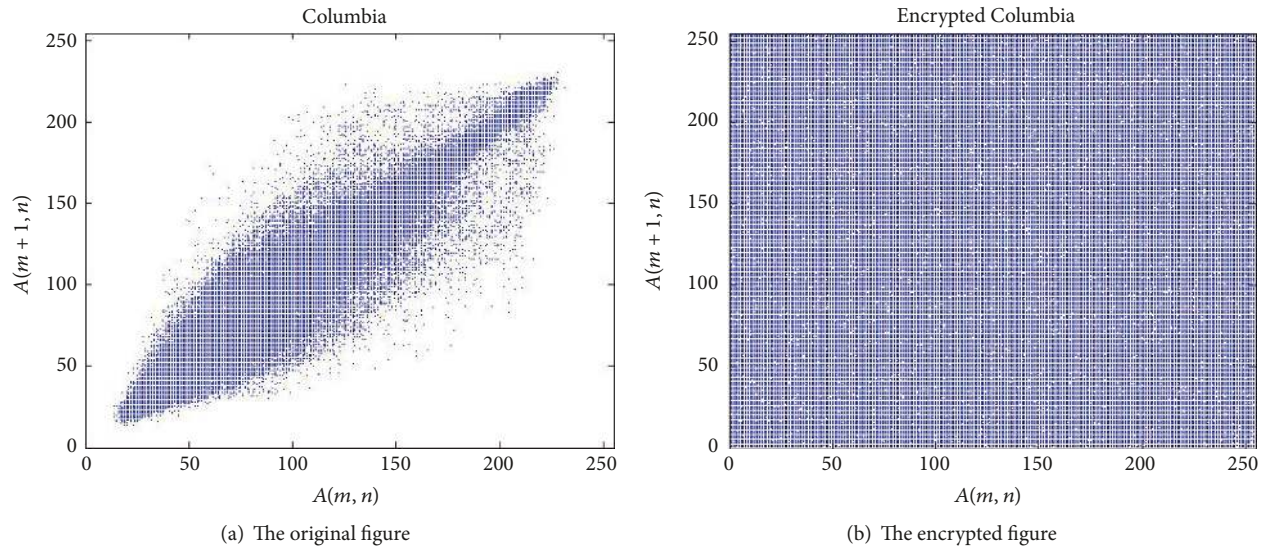 Columbia
250
200
150
100
50
0
A(m + 1, n)
0 50 100 150 200 250
A(m, n)
(a) The original figure
Encrypted Columbia
250
200
150
100
50
0
A(m + 1, n)
0 50 100 150 200 250
A(m, n)
(b) The encrypted figure